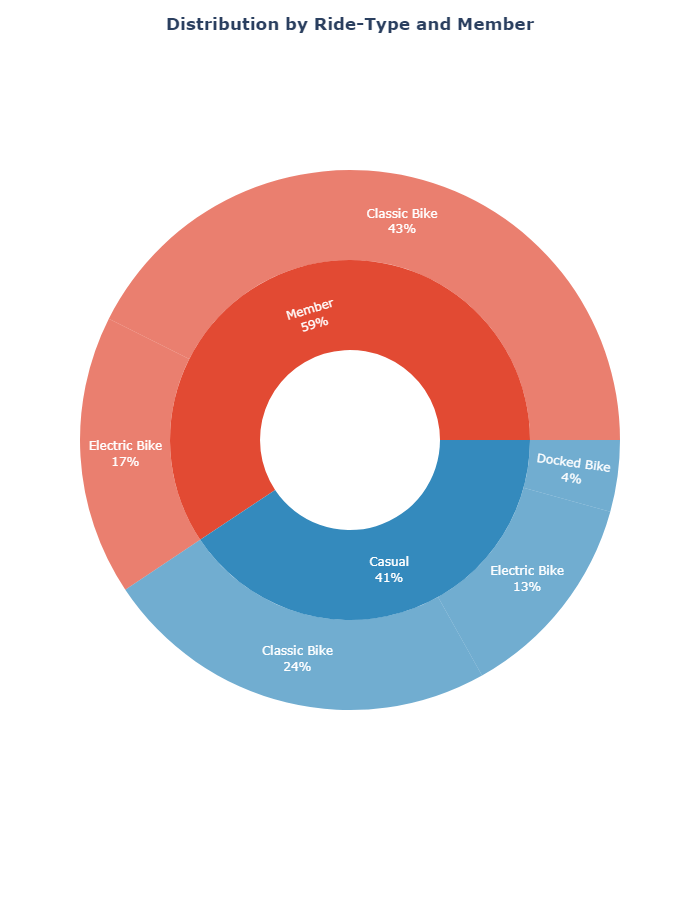 Distribution by Ride-Type and Member
Classic Bike
43%
Member
59%
Electric Bike
17%
Docked Bike
4%
Casual
41%
Electric Bike
13%
Classic Bike
24%